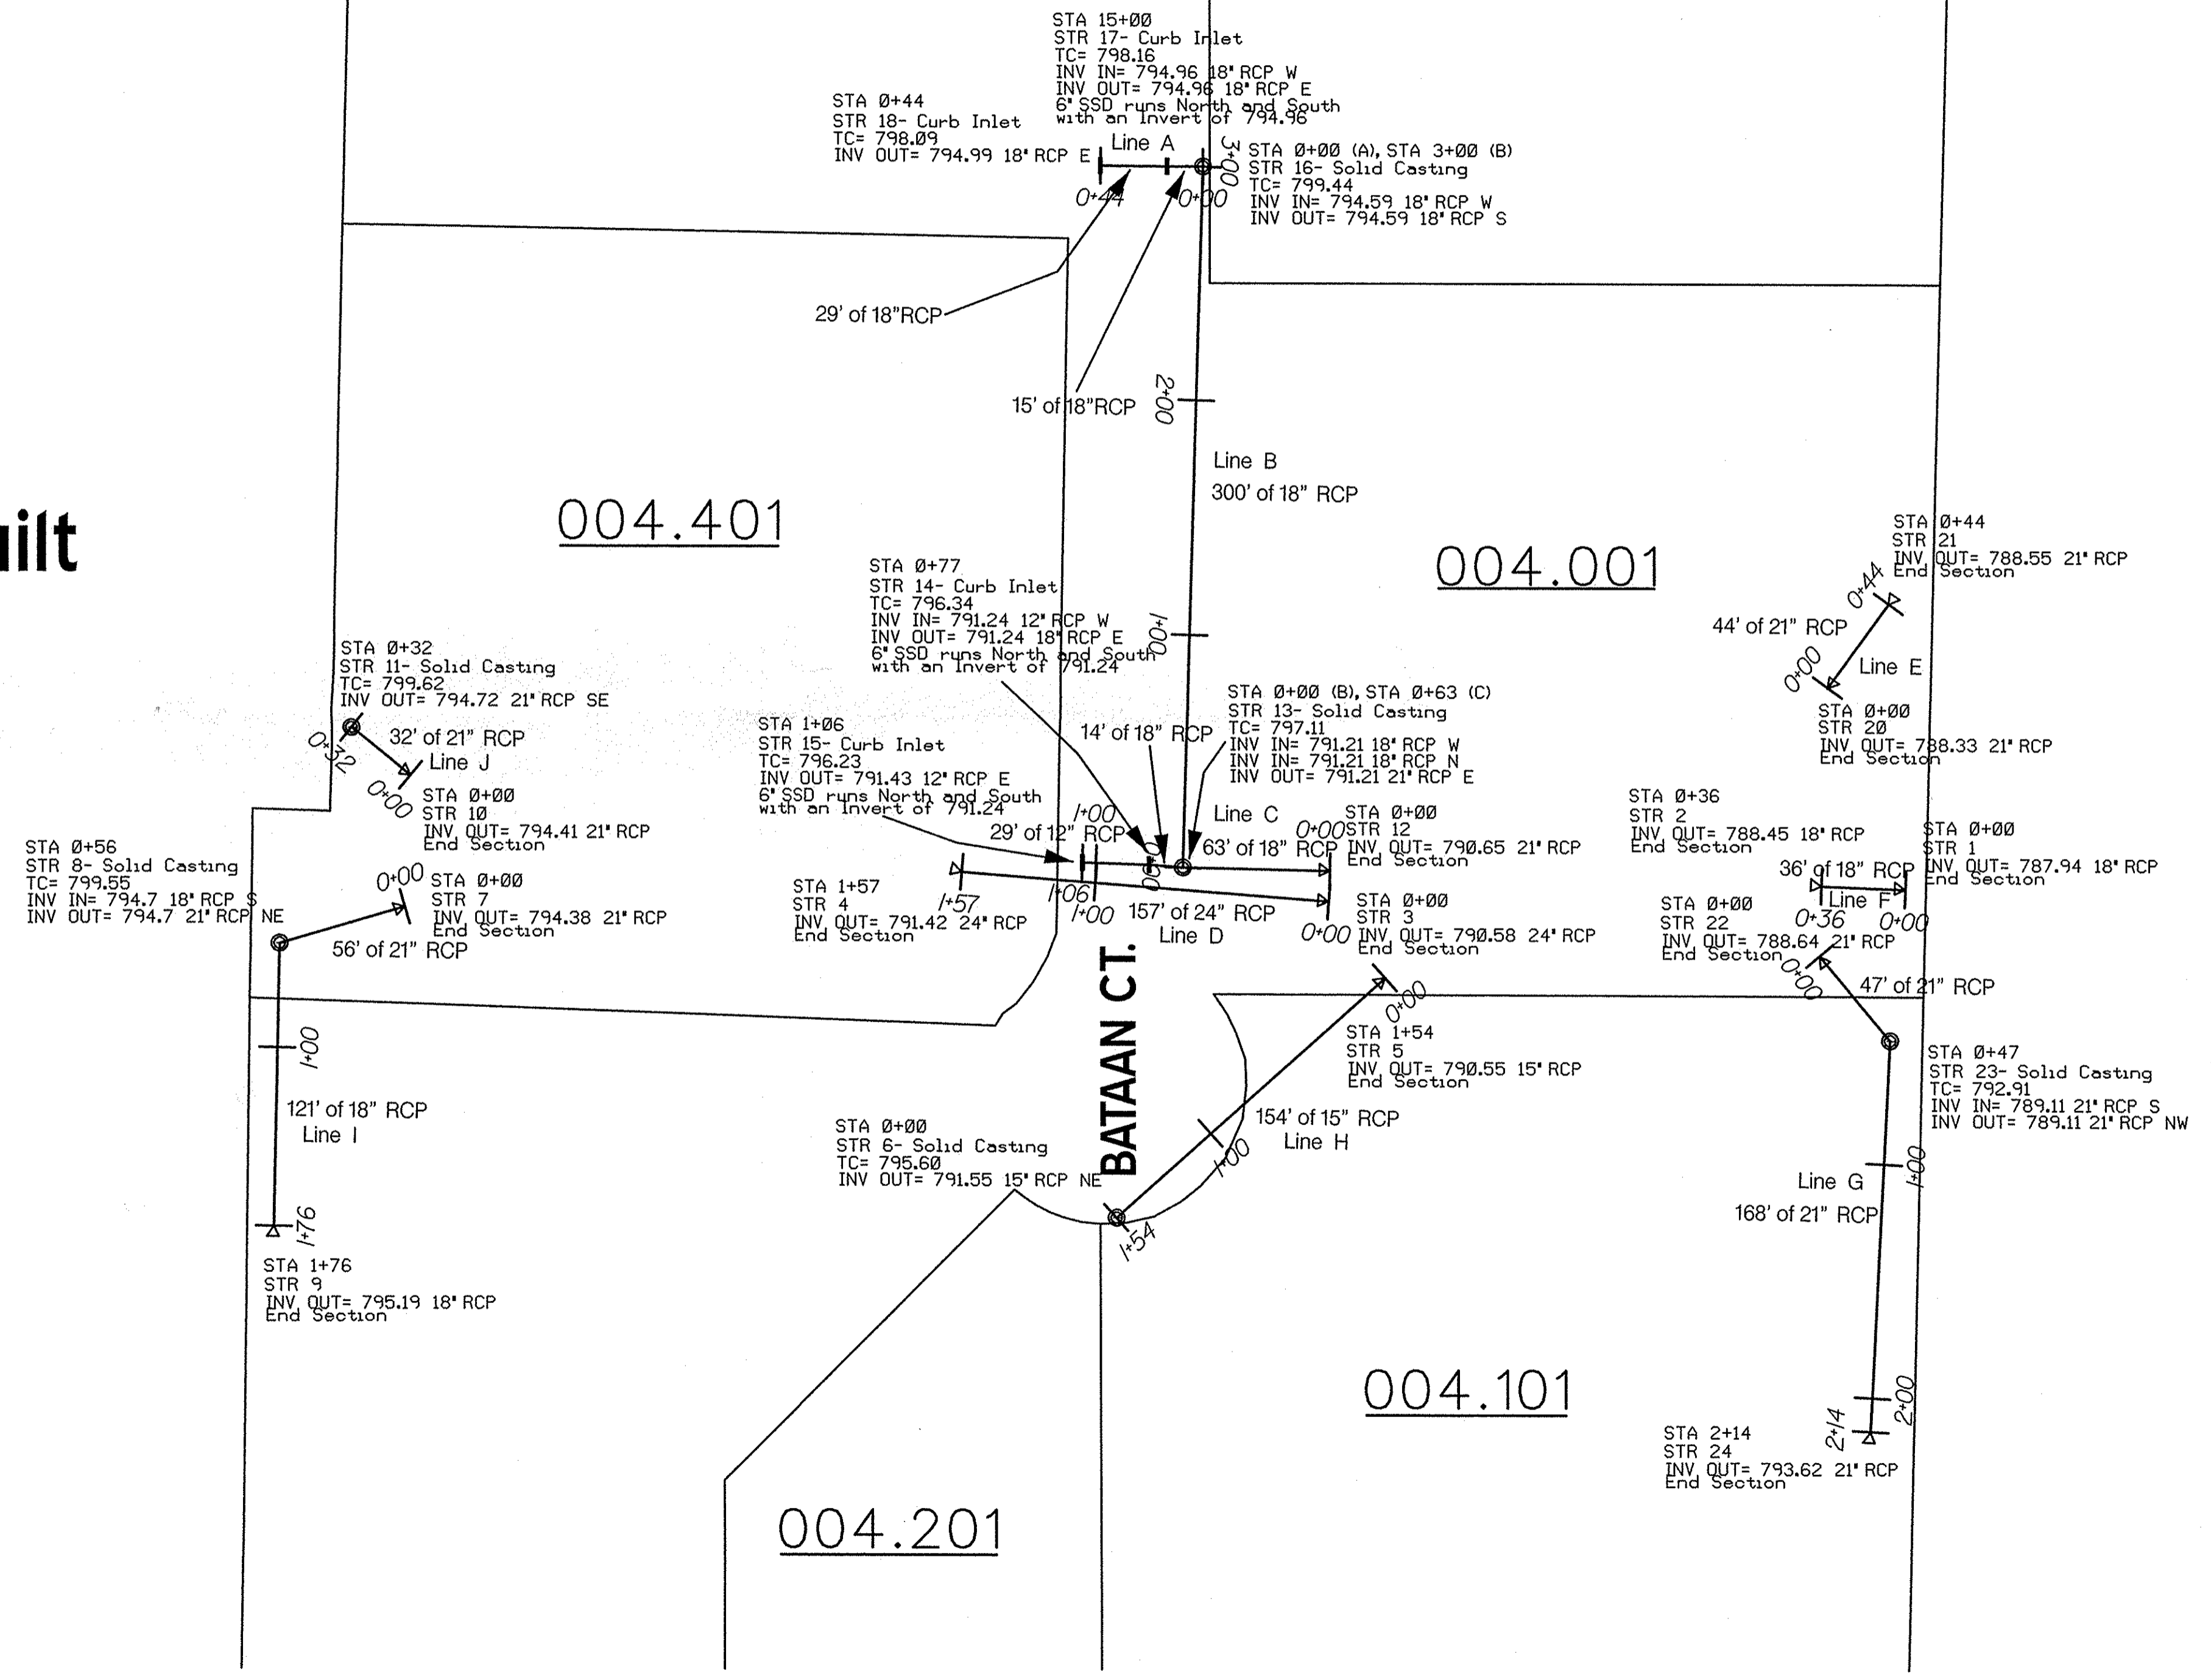 STA 15+00
STR 17- Curb Inlet
TC= 798.16
INV IN= 794.96 18" RCP W
INV OUT= 794.96 18" RCP E
6" SSD runs North and South
with an Invert of 794.96
STA 0+44
STR 18- Curb Inlet
TC= 798.09
INV OUT= 794.99 18" RCP E
Line A
0+44
0+00
3+00
STA 0+00 (A), STA 3+00 (B)
STR 16- Solid Casting
TC= 799.44
INV IN= 794.59 18" RCP W
INV OUT= 794.59 18" RCP S
29' of 18"RCP
15' of 18"RCP
2+00
Line B
300' of 18" RCP
004.401
ilt
004.001
STA 0+44
STR 21
INV OUT= 788.55 21" RCP
End Section
0+44
44' of 21" RCP
0+00
Line E
STA 0+00
STR 20
INV OUT= 788.33 21" RCP
End Section
STA 0+77
STR 14- Curb Inlet
TC= 796.34
INV IN= 791.24 12" RCP W
INV OUT= 791.24 18" RCP E
6" SSD runs North and South
with an Invert of 791.24
1+00
STA 0+32
STR 11- Solid Casting
TC= 799.62
INV OUT= 794.72 21" RCP SE
0+32
32' of 21" RCP
Line J
0+00
STA 0+00
STR 10
INV OUT= 794.41 21" RCP
End Section
STA 1+06
STR 15- Curb Inlet
TC= 796.23
INV OUT= 791.43 12" RCP E
6" SSD runs North and South
with an Invert of 791.24
14' of 18" RCP
STA 0+00 (B), STA 0+63 (C)
STR 13- Solid Casting
TC= 797.11
INV IN= 791.21 18" RCP W
INV IN= 791.21 18" RCP N
INV OUT= 791.21 21" RCP E
1+00
29' of 12" RCP
0+00
Line C
0+00
63' of 18" RCP
STA 0+00
STR 12
INV OUT= 790.65 21" RCP
End Section
STA 0+36
STR 2
INV OUT= 788.45 18" RCP
End Section
STA 0+00
STR 1
INV OUT= 787.94 18" RCP
End Section
36' of 18" RCP
Line F
0+36
0+00
STA 0+56
STR 8- Solid Casting
TC= 799.55
INV IN= 794.7 18" RCP S
INV OUT= 794.7 21" RCP NE
0+00
STA 0+00
STR 7
INV OUT= 794.38 21" RCP
End Section
56' of 21" RCP
STA 1+57
STR 4
INV OUT= 791.42 24" RCP
End Section
1+57
1+06
1+00
157' of 24" RCP
Line D
0+00
STA 0+00
STR 3
INV OUT= 790.58 24" RCP
End Section
STA 0+00
STR 22
INV OUT= 788.64 21" RCP
End Section
0+00
47' of 21" RCP
STA 0+47
STR 23- Solid Casting
TC= 792.91
INV IN= 789.11 21" RCP S
INV OUT= 789.11 21" RCP NW
BATAAN CT.
0+00
STA 1+54
STR 5
INV OUT= 790.55 15" RCP
End Section
154' of 15" RCP
Line H
1+00
1+54
STA 0+00
STR 6- Solid Casting
TC= 795.60
INV OUT= 791.55 15" RCP NE
1+00
121' of 18" RCP
Line I
1+76
STA 1+76
STR 9
INV OUT= 795.19 18" RCP
End Section
1+00
Line G
168' of 21" RCP
004.101
2+00
2+14
STA 2+14
STR 24
INV OUT= 793.62 21" RCP
End Section
004.201